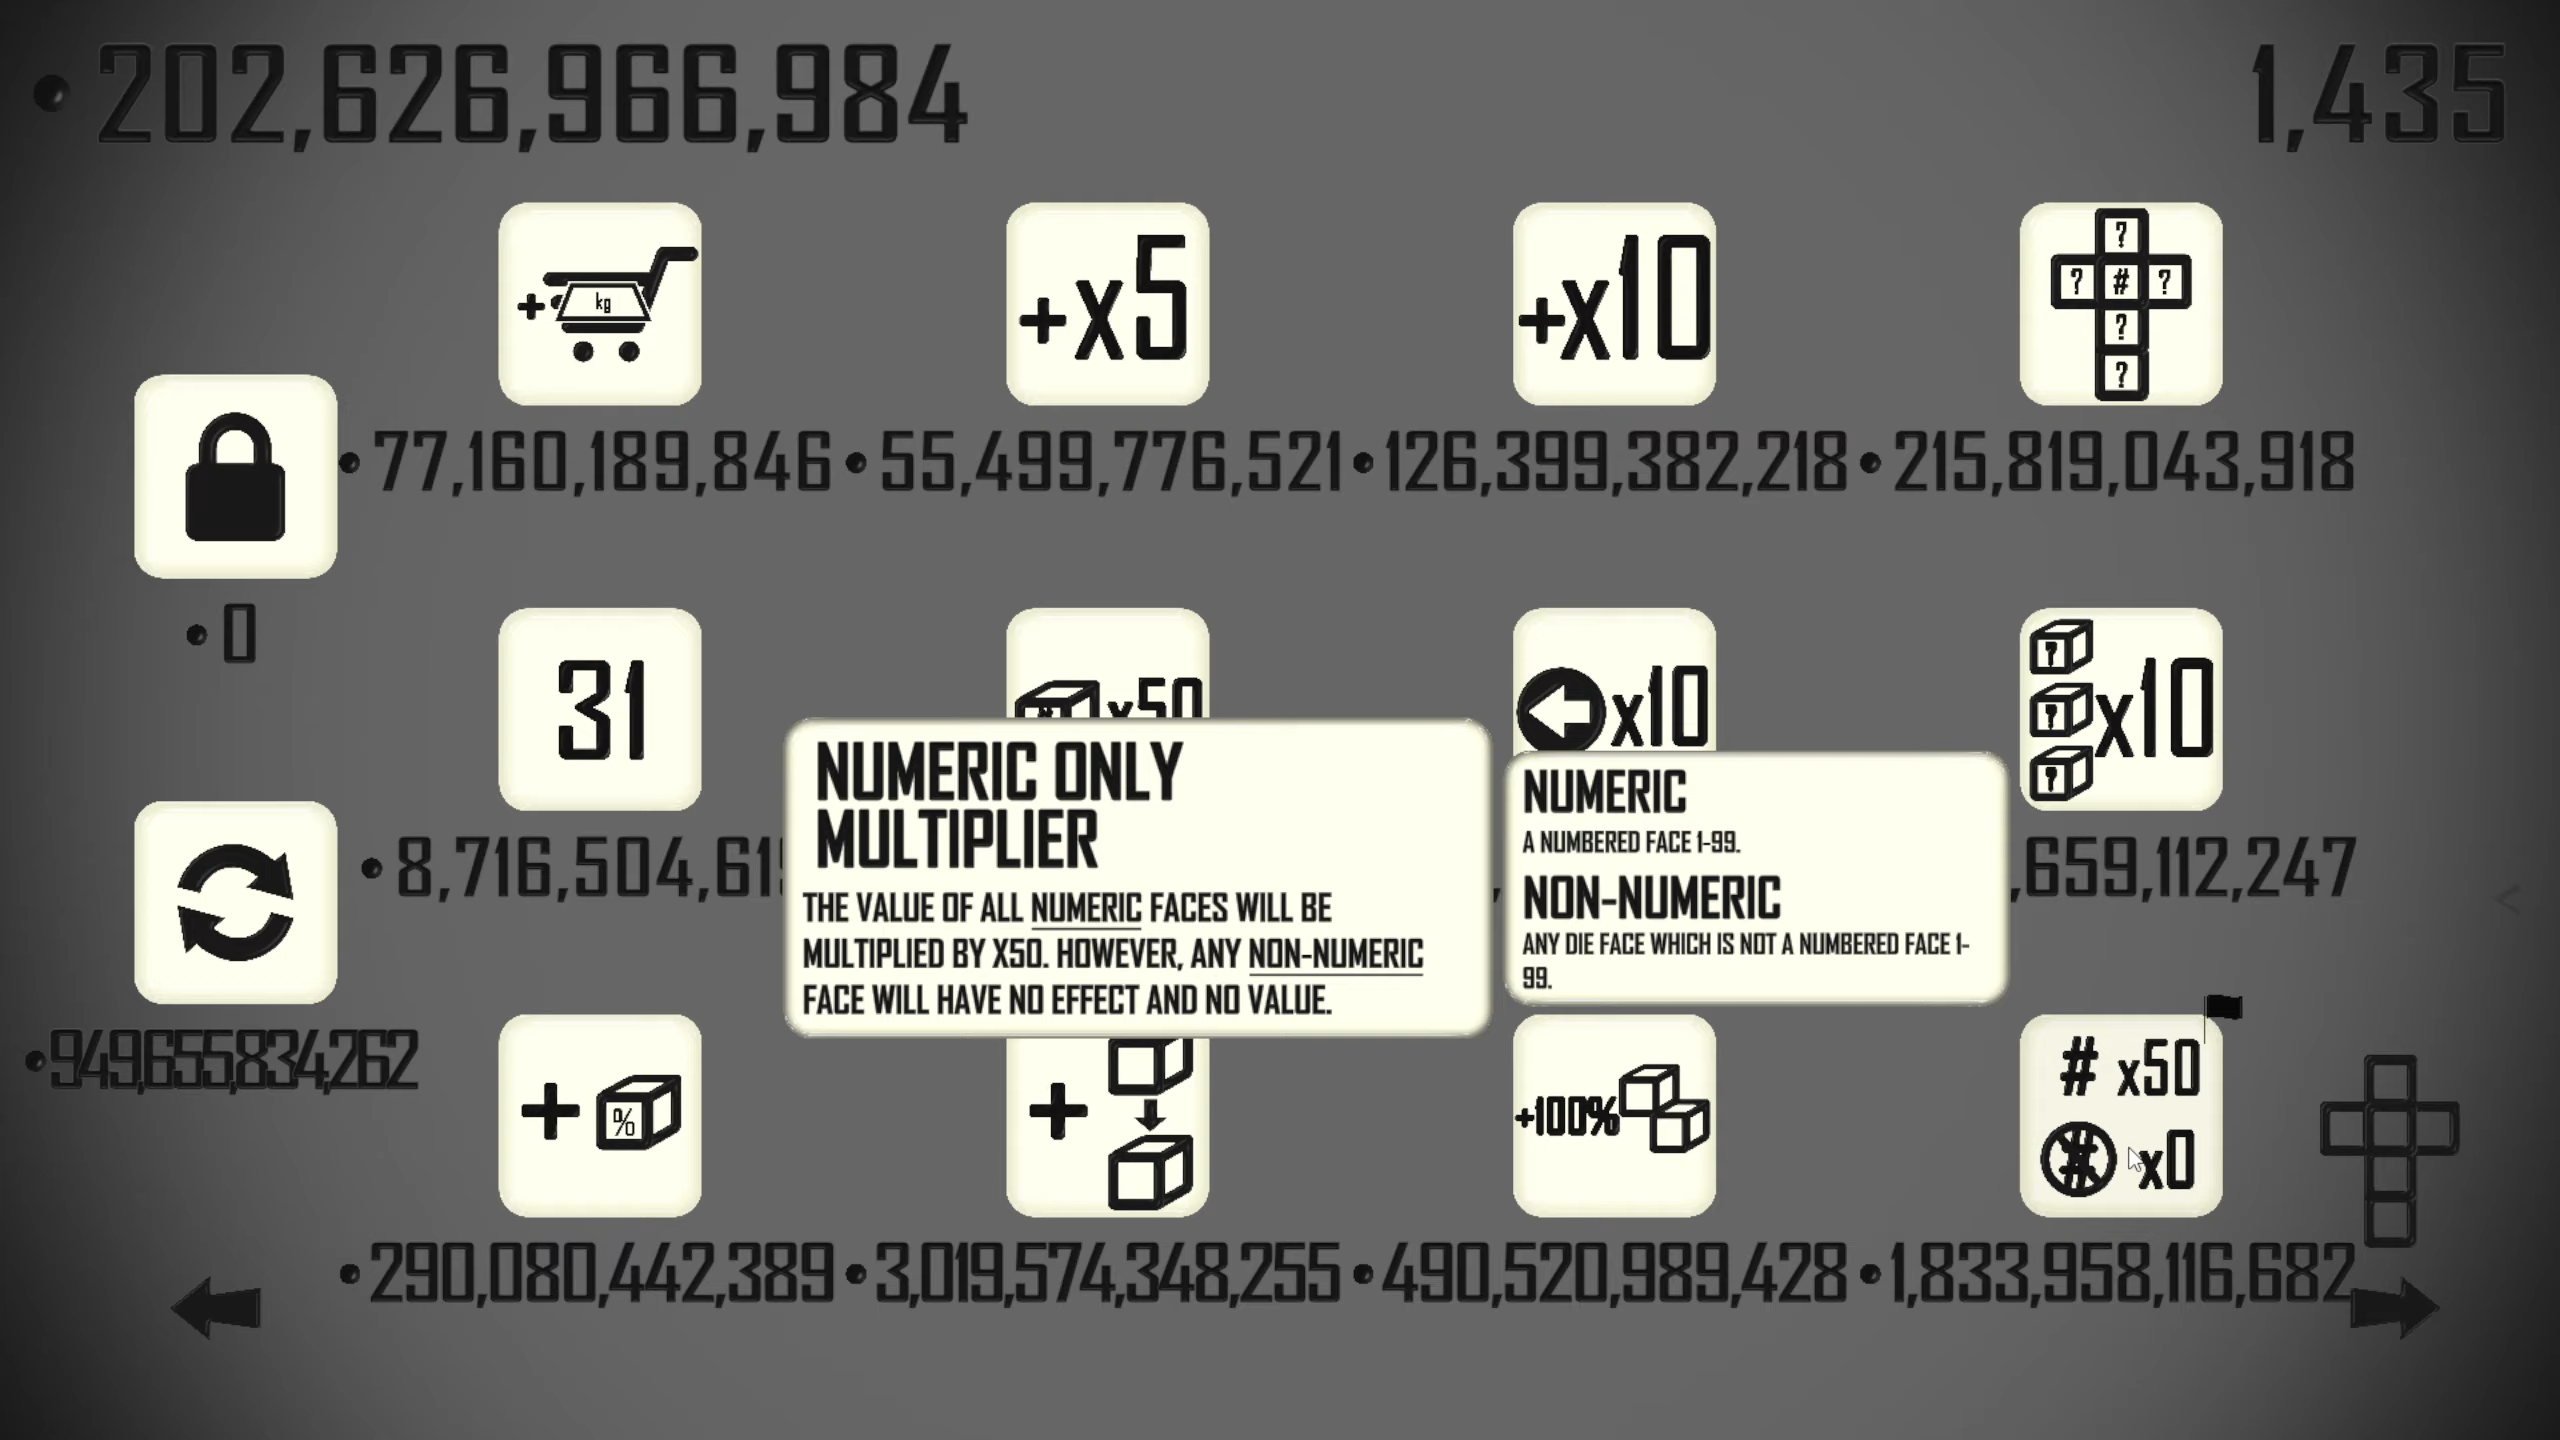 202,626,966,984
1,435
+ kg
+x5
+x10
?
? # ?
?
?
77,160,189,846
55,499,776,521
126,399,382,218
215,819,043,918
0
31
x50
x10
?
?
?
x10
8,716,504,61
,659,112,247
NUMERIC ONLY
MULTIPLIER
THE VALUE OF ALL NUMERIC FACES WILL BE
MULTIPLIED BY X50. HOWEVER, ANY NON-NUMERIC
FACE WILL HAVE NO EFFECT AND NO VALUE.
NUMERIC
A NUMBERED FACE 1-99.
NON-NUMERIC
ANY DIE FACE WHICH IS NOT A NUMBERED FACE 1-
99.
949,655,834,262
+ %
+
+100%
# x50
# x0
290,080,442,389
3,019,574,348,255
490,520,989,428
1,833,958,116,682